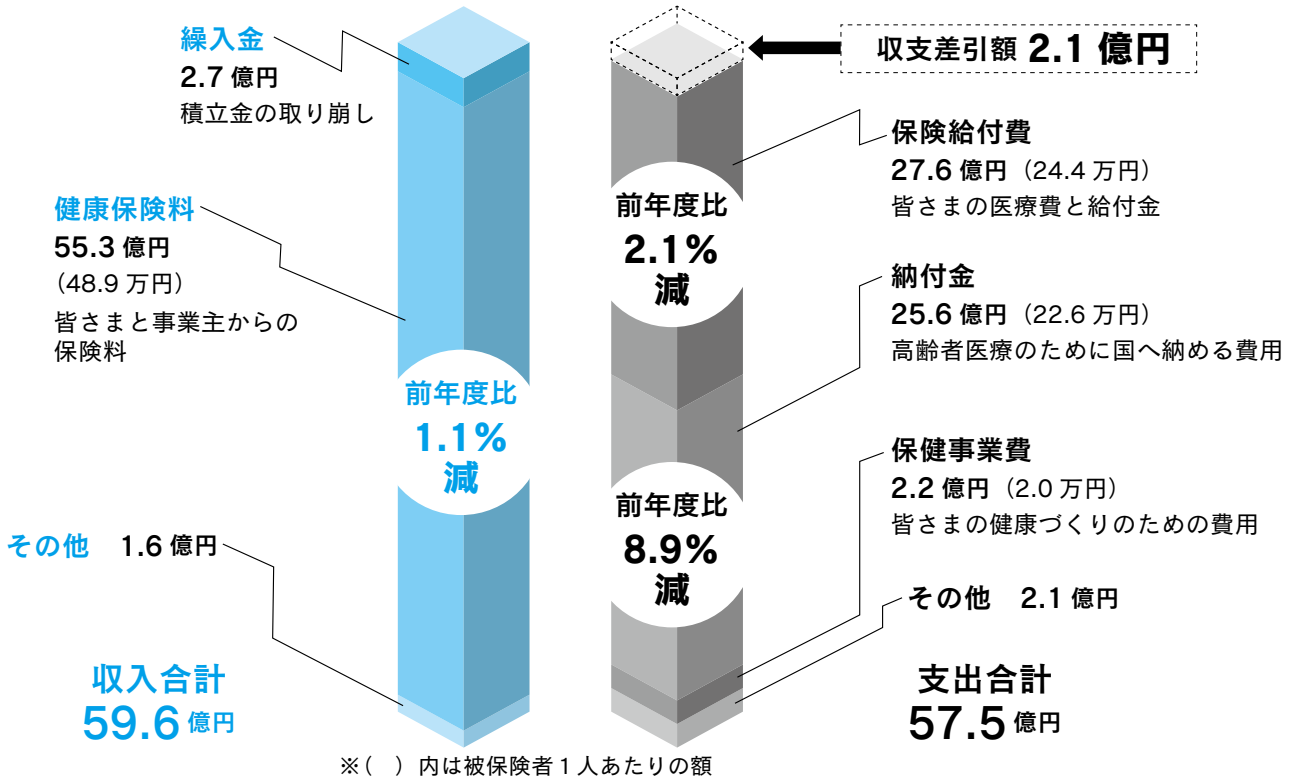 繰入金
2.7 億円
積立金の取り崩し
健康保険料
55.3 億円
（48.9 万円）
皆さまと事業主からの
保険料
前年度比
1.1%
減
その他　1.6 億円
収入合計
59.6 億円
収支差引額 2.1 億円
保険給付費
27.6 億円（24.4 万円）
皆さまの医療費と給付金
前年度比
2.1%
減
納付金
25.6 億円（22.6 万円）
高齢者医療のために国へ納める費用
前年度比
8.9%
減
保健事業費
2.2 億円（2.0 万円）
皆さまの健康づくりのための費用
その他　2.1 億円
支出合計
57.5 億円
※（　）内は被保険者 1 人あたりの額